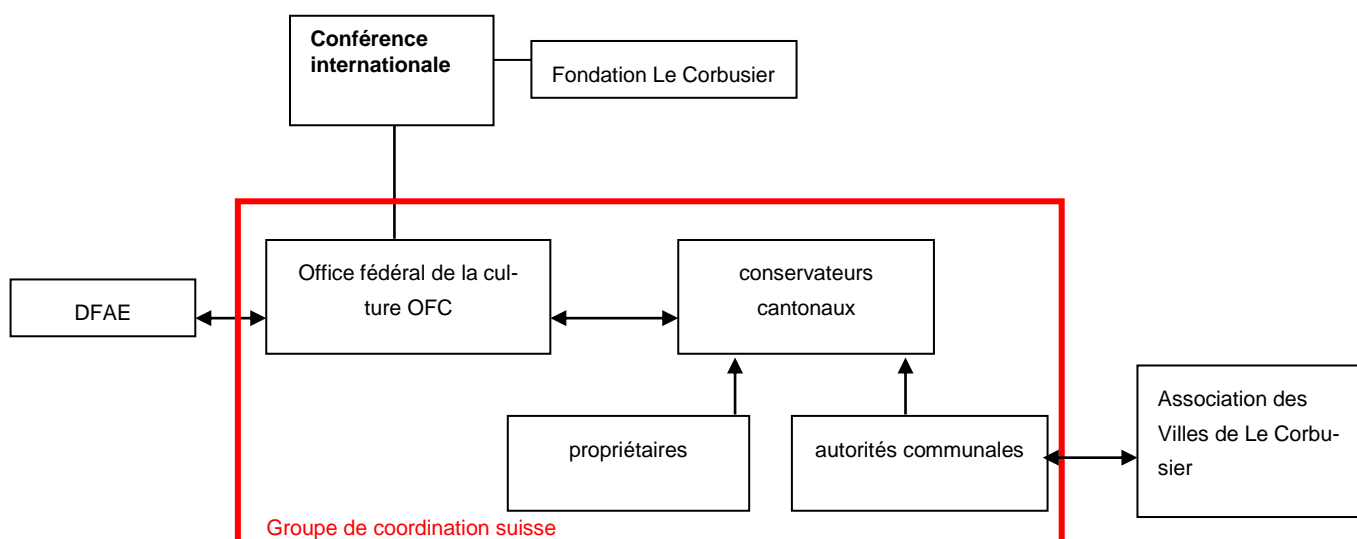 Conférence
internationale
Fondation Le Corbusier
Office fédéral de la cul-
ture OFC
conservateurs
cantonaux
DFAE
Association des
Villes de Le Corbu-
sier
propriétaires
autorités communales
Groupe de coordination suisse